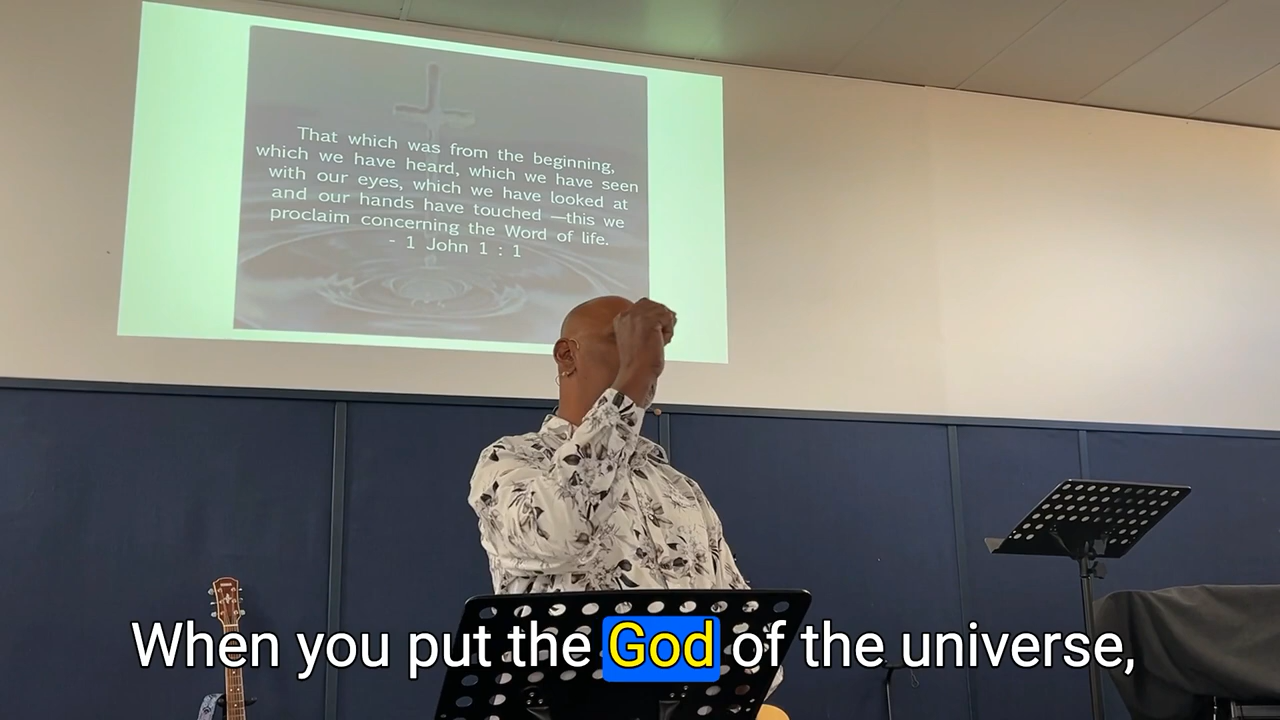 That which was from the beginning,
which we have heard, which we have seen
with our eyes, which we have looked at
and our hands have touched —this we
proclaim concerning the Word of life.
- 1 John 1 : 1
When you put the God of the universe,